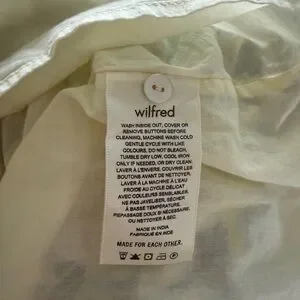 wilfred
WASH INSIDE OUT, COVER OR
REMOVE BUTTONS BEFORE
CLEANING, MACHINE WASH COLD
GENTLE CYCLE WITH LIKE
COLOURS, DO NOT BLEACH,
TUMBLE DRY LOW, COOL IRON
ONLY IF NEEDED, OR DRY CLEAN.
LAVER À L'ENVERS, COUVRIR LES
BOUTONS AVANT DE NETTOYER,
LAVER À LA MACHINE À L'EAU
FROIDE AU CYCLE DÉLICAT
AVEC COULEURS SEMBLABLES,
NE PAS JAVELISER, SÉCHER
À BASSE TEMPÉRATURE,
REPASSAGE DOUX SI NÉCESSAIRE,
OU NETTOYER À SEC.
MADE IN INDIA
FABRIQUÉ EN INDE
MADE FOR EACH OTHER.